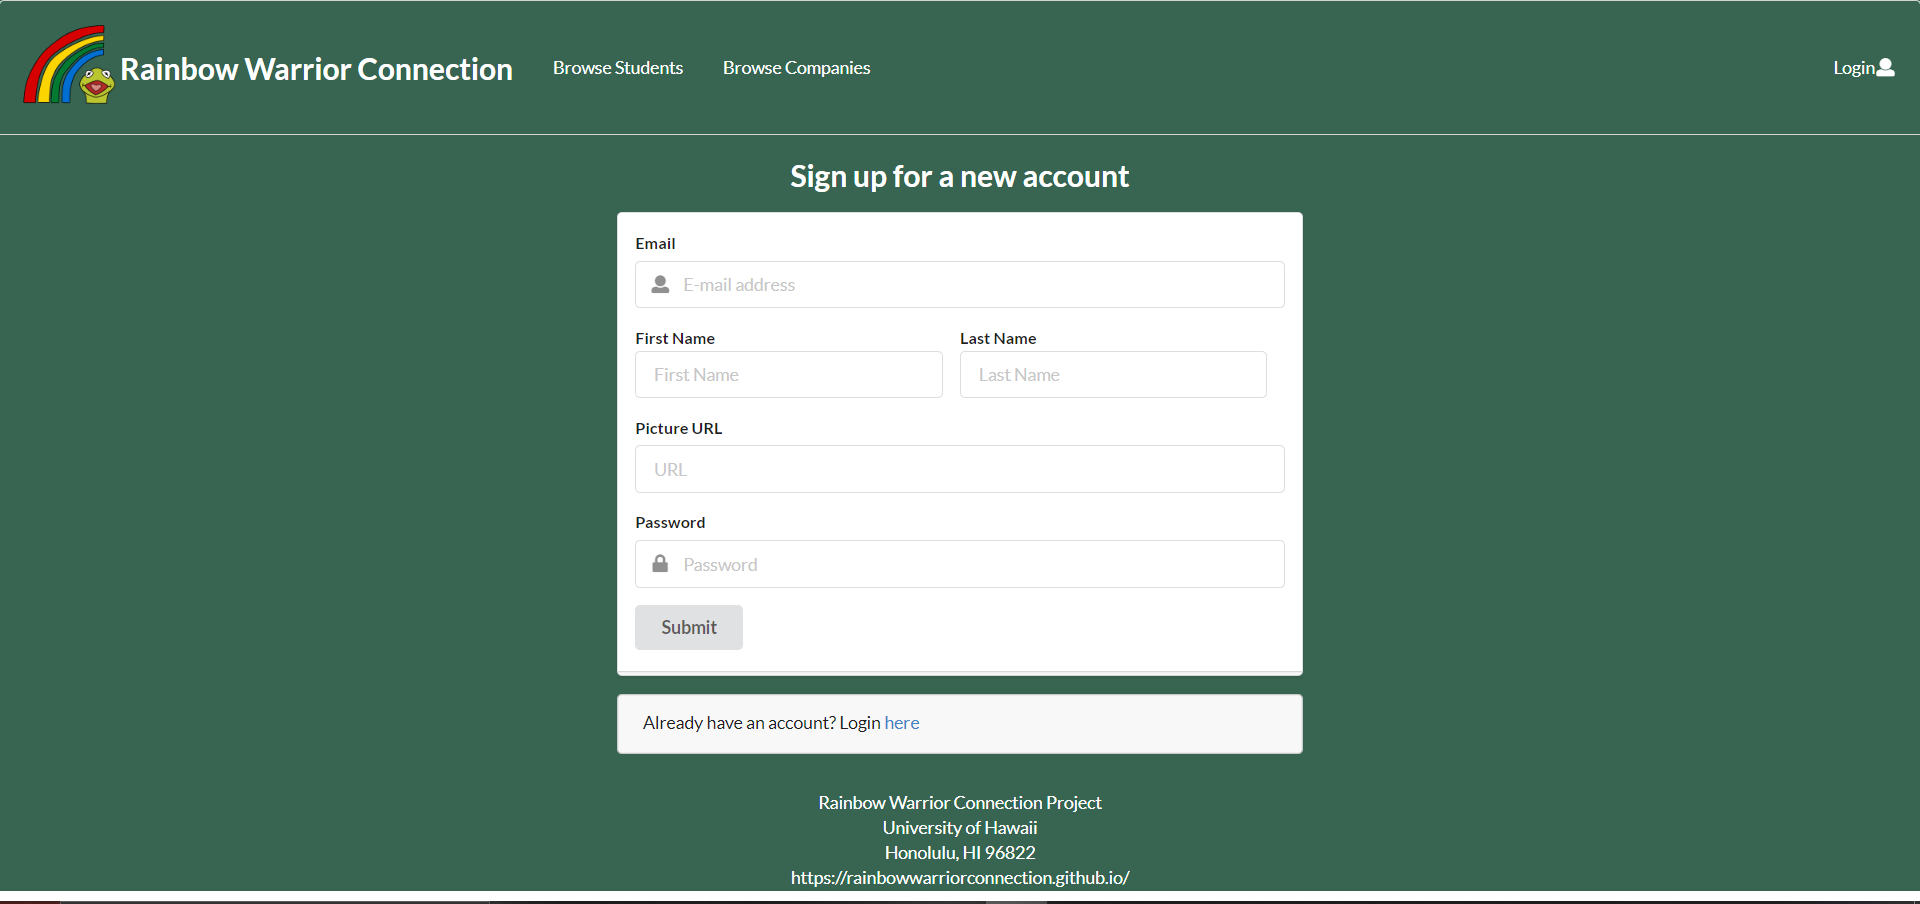 Rainbow Warrior Connection Browse Students Browse Companies Login
Sign up for a new account
Email
E-mail address
First Name Last Name
First Name Last Name
Picture URL
URL
Password
Password
Submit
Already have an account? Login here
Rainbow Warrior Connection Project
University of Hawaii
Honolulu, HI 96822
https://rainbowwarriorconnection.github.io/